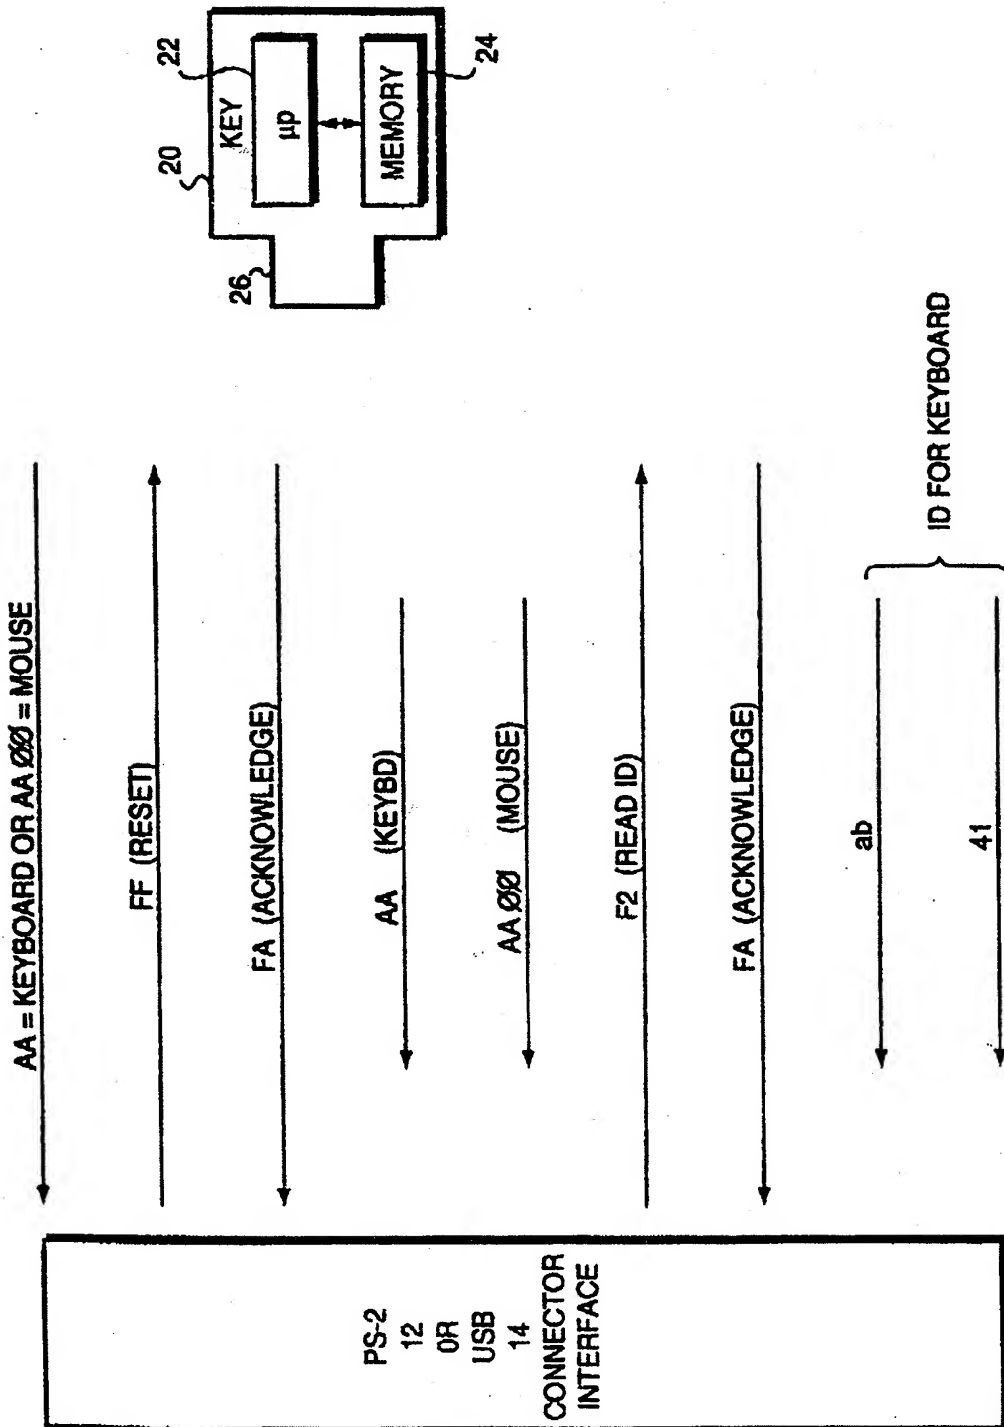 AA = KEYBOARD OR AA ØØ = MOUSE
FF (RESET)
FA (ACKNOWLEDGE)
AA (KEYBD)
AA ØØ (MOUSE)
F2 (READ ID)
FA (ACKNOWLEDGE)
ab
41
ID FOR KEYBOARD
PS-2
12
OR
USB
14
CONNECTOR
INTERFACE
20
KEY
22
µp
MEMORY
24
26